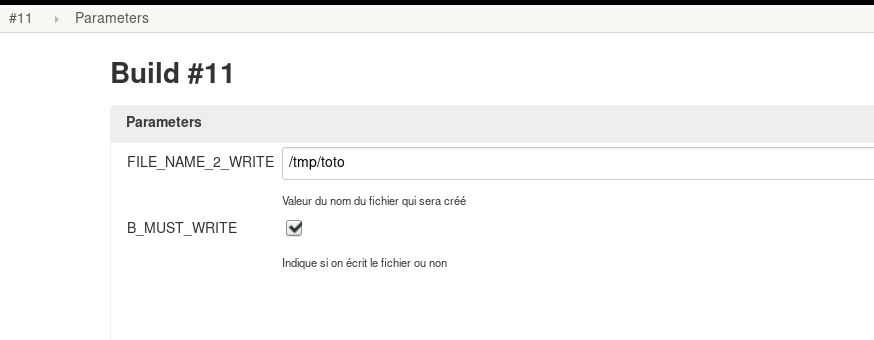 #11 Parameters
Build #11
Parameters
FILE_NAME_2_WRITE /tmp/toto
Valeur du nom du fichier qui sera créé
B_MUST_WRITE
Indique si on écrit le fichier ou non